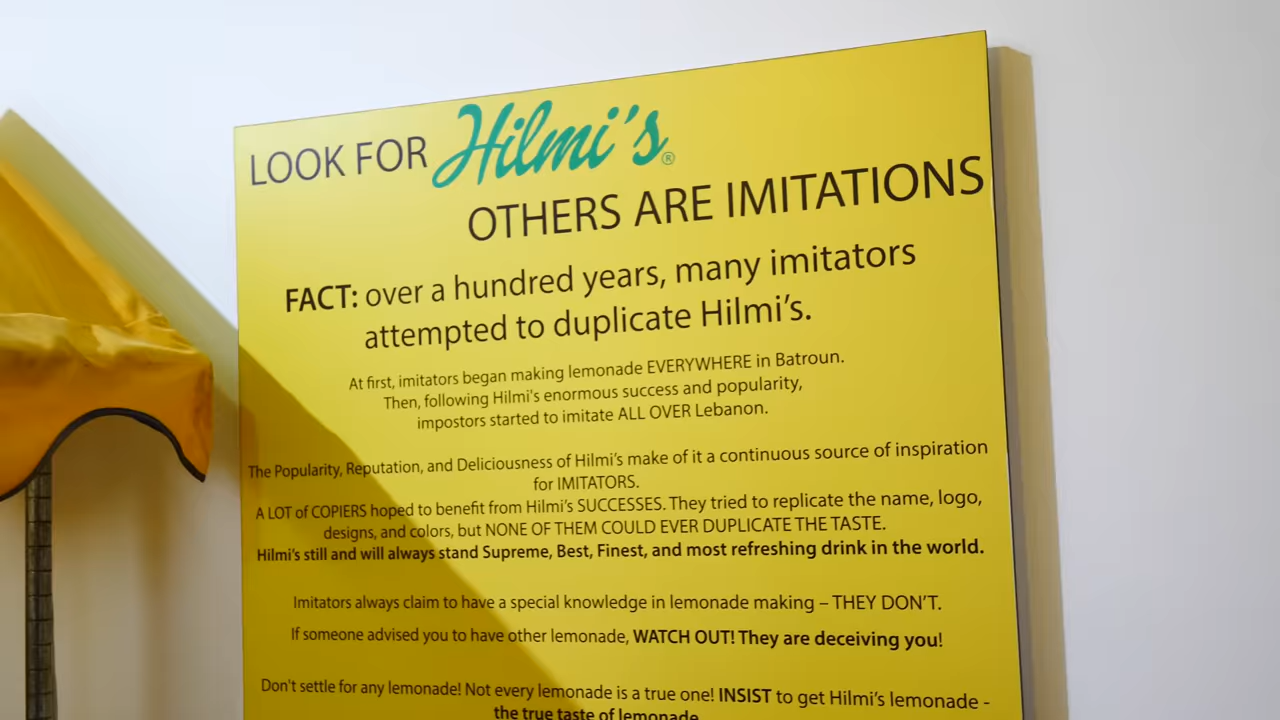 LOOK FOR Hilmi's®
OTHERS ARE IMITATIONS
FACT: over a hundred years, many imitators
attempted to duplicate Hilmi's.
At first, imitators began making lemonade EVERYWHERE in Batroun.
Then, following Hilmi's enormous success and popularity,
impostors started to imitate ALL OVER Lebanon.
The Popularity, Reputation, and Deliciousness of Hilmi's make of it a continuous source of inspiration
for IMITATORS.
A LOT of COPIERS hoped to benefit from Hilmi's SUCCESSES. They tried to replicate the name, logo,
designs, and colors, but NONE OF THEM COULD EVER DUPLICATE THE TASTE.
Hilmi's still and will always stand Supreme, Best, Finest, and most refreshing drink in the world.
Imitators always claim to have a special knowledge in lemonade making – THEY DON'T.
If someone advised you to have other lemonade, WATCH OUT! They are deceiving you!
Don't settle for any lemonade! Not every lemonade is a true one! INSIST to get Hilmi's lemonade -
the true taste of lemonade